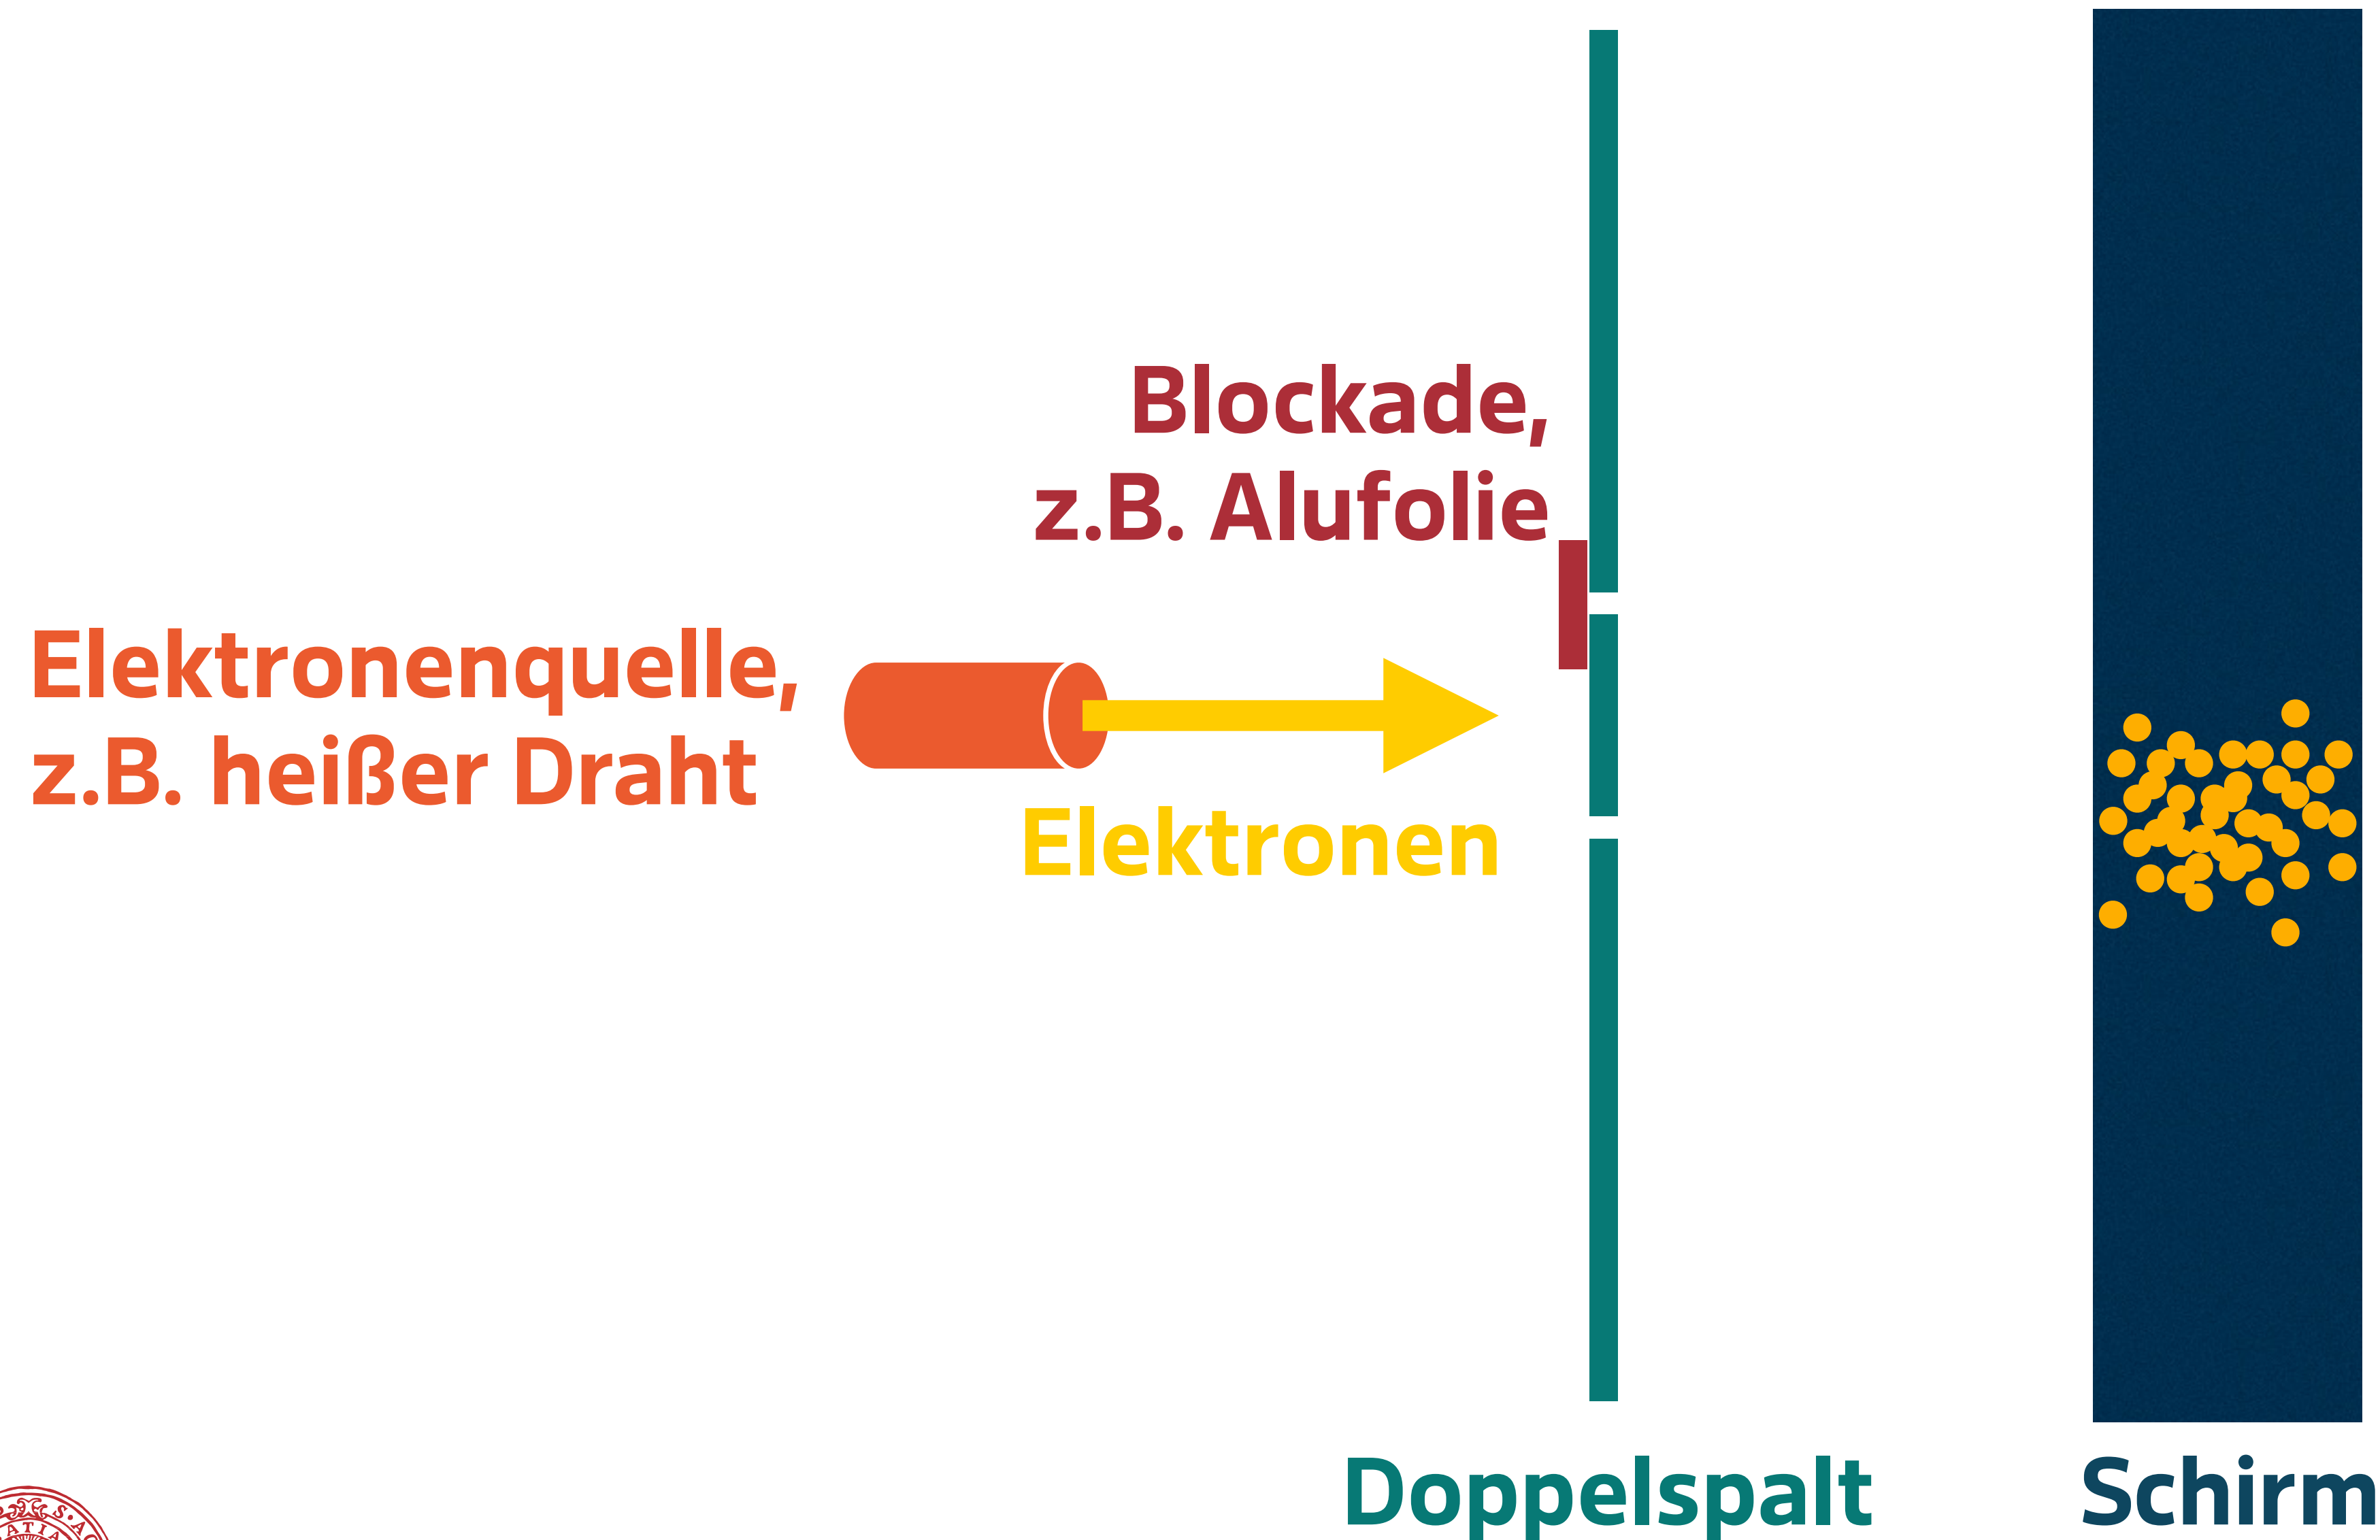 Blockade,
z.B. Alufolie
Elektronenquelle,
z.B. heißer Draht
Elektronen
Doppelspalt
Schirm